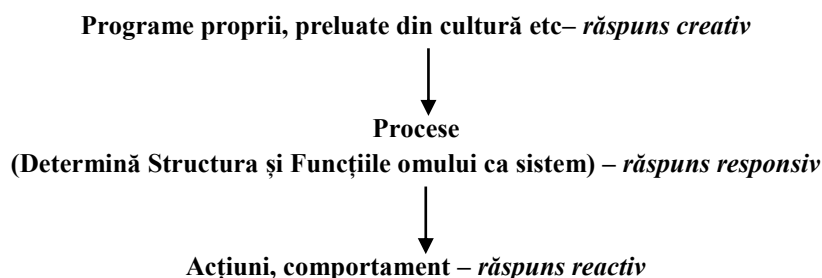 Programe proprii, preluate din cultură etc– răspuns creativ
Procese
(Determină Structura și Funcțiile omului ca sistem) – răspuns responsiv
Acțiuni, comportament – răspuns reactiv